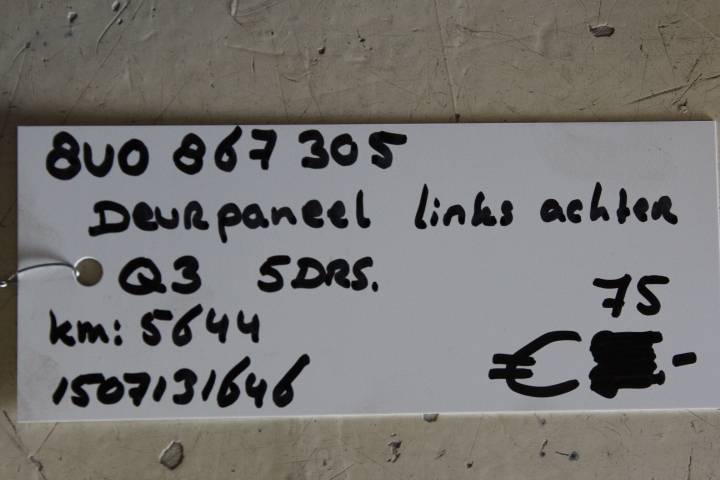 8U0 867 305
Deurpaneel links achter
Q3 5DRS.
km: 5644
75
1507131646
€ -